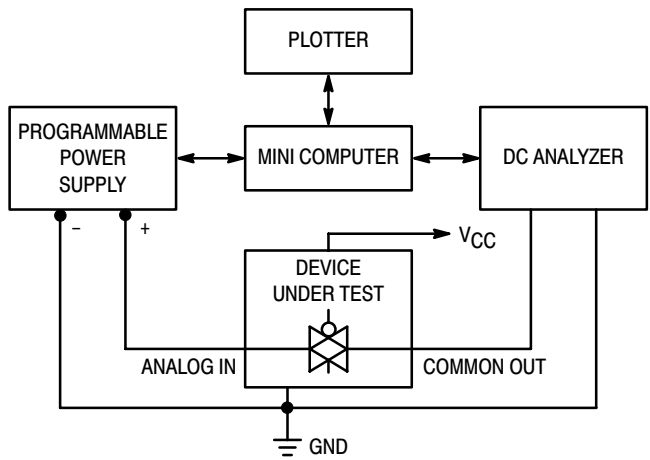 PLOTTER
PROGRAMMABLE
POWER
SUPPLY
MINI COMPUTER
DC ANALYZER
– +
VCC
DEVICE
UNDER TEST
ANALOG IN
COMMON OUT
GND